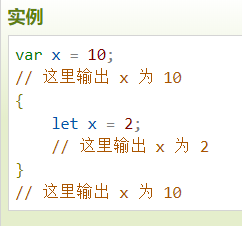 实例
var x = 10;
// 这里输出 x 为 10
{
    let x = 2;
    // 这里输出 x 为 2
}
// 这里输出 x 为 10